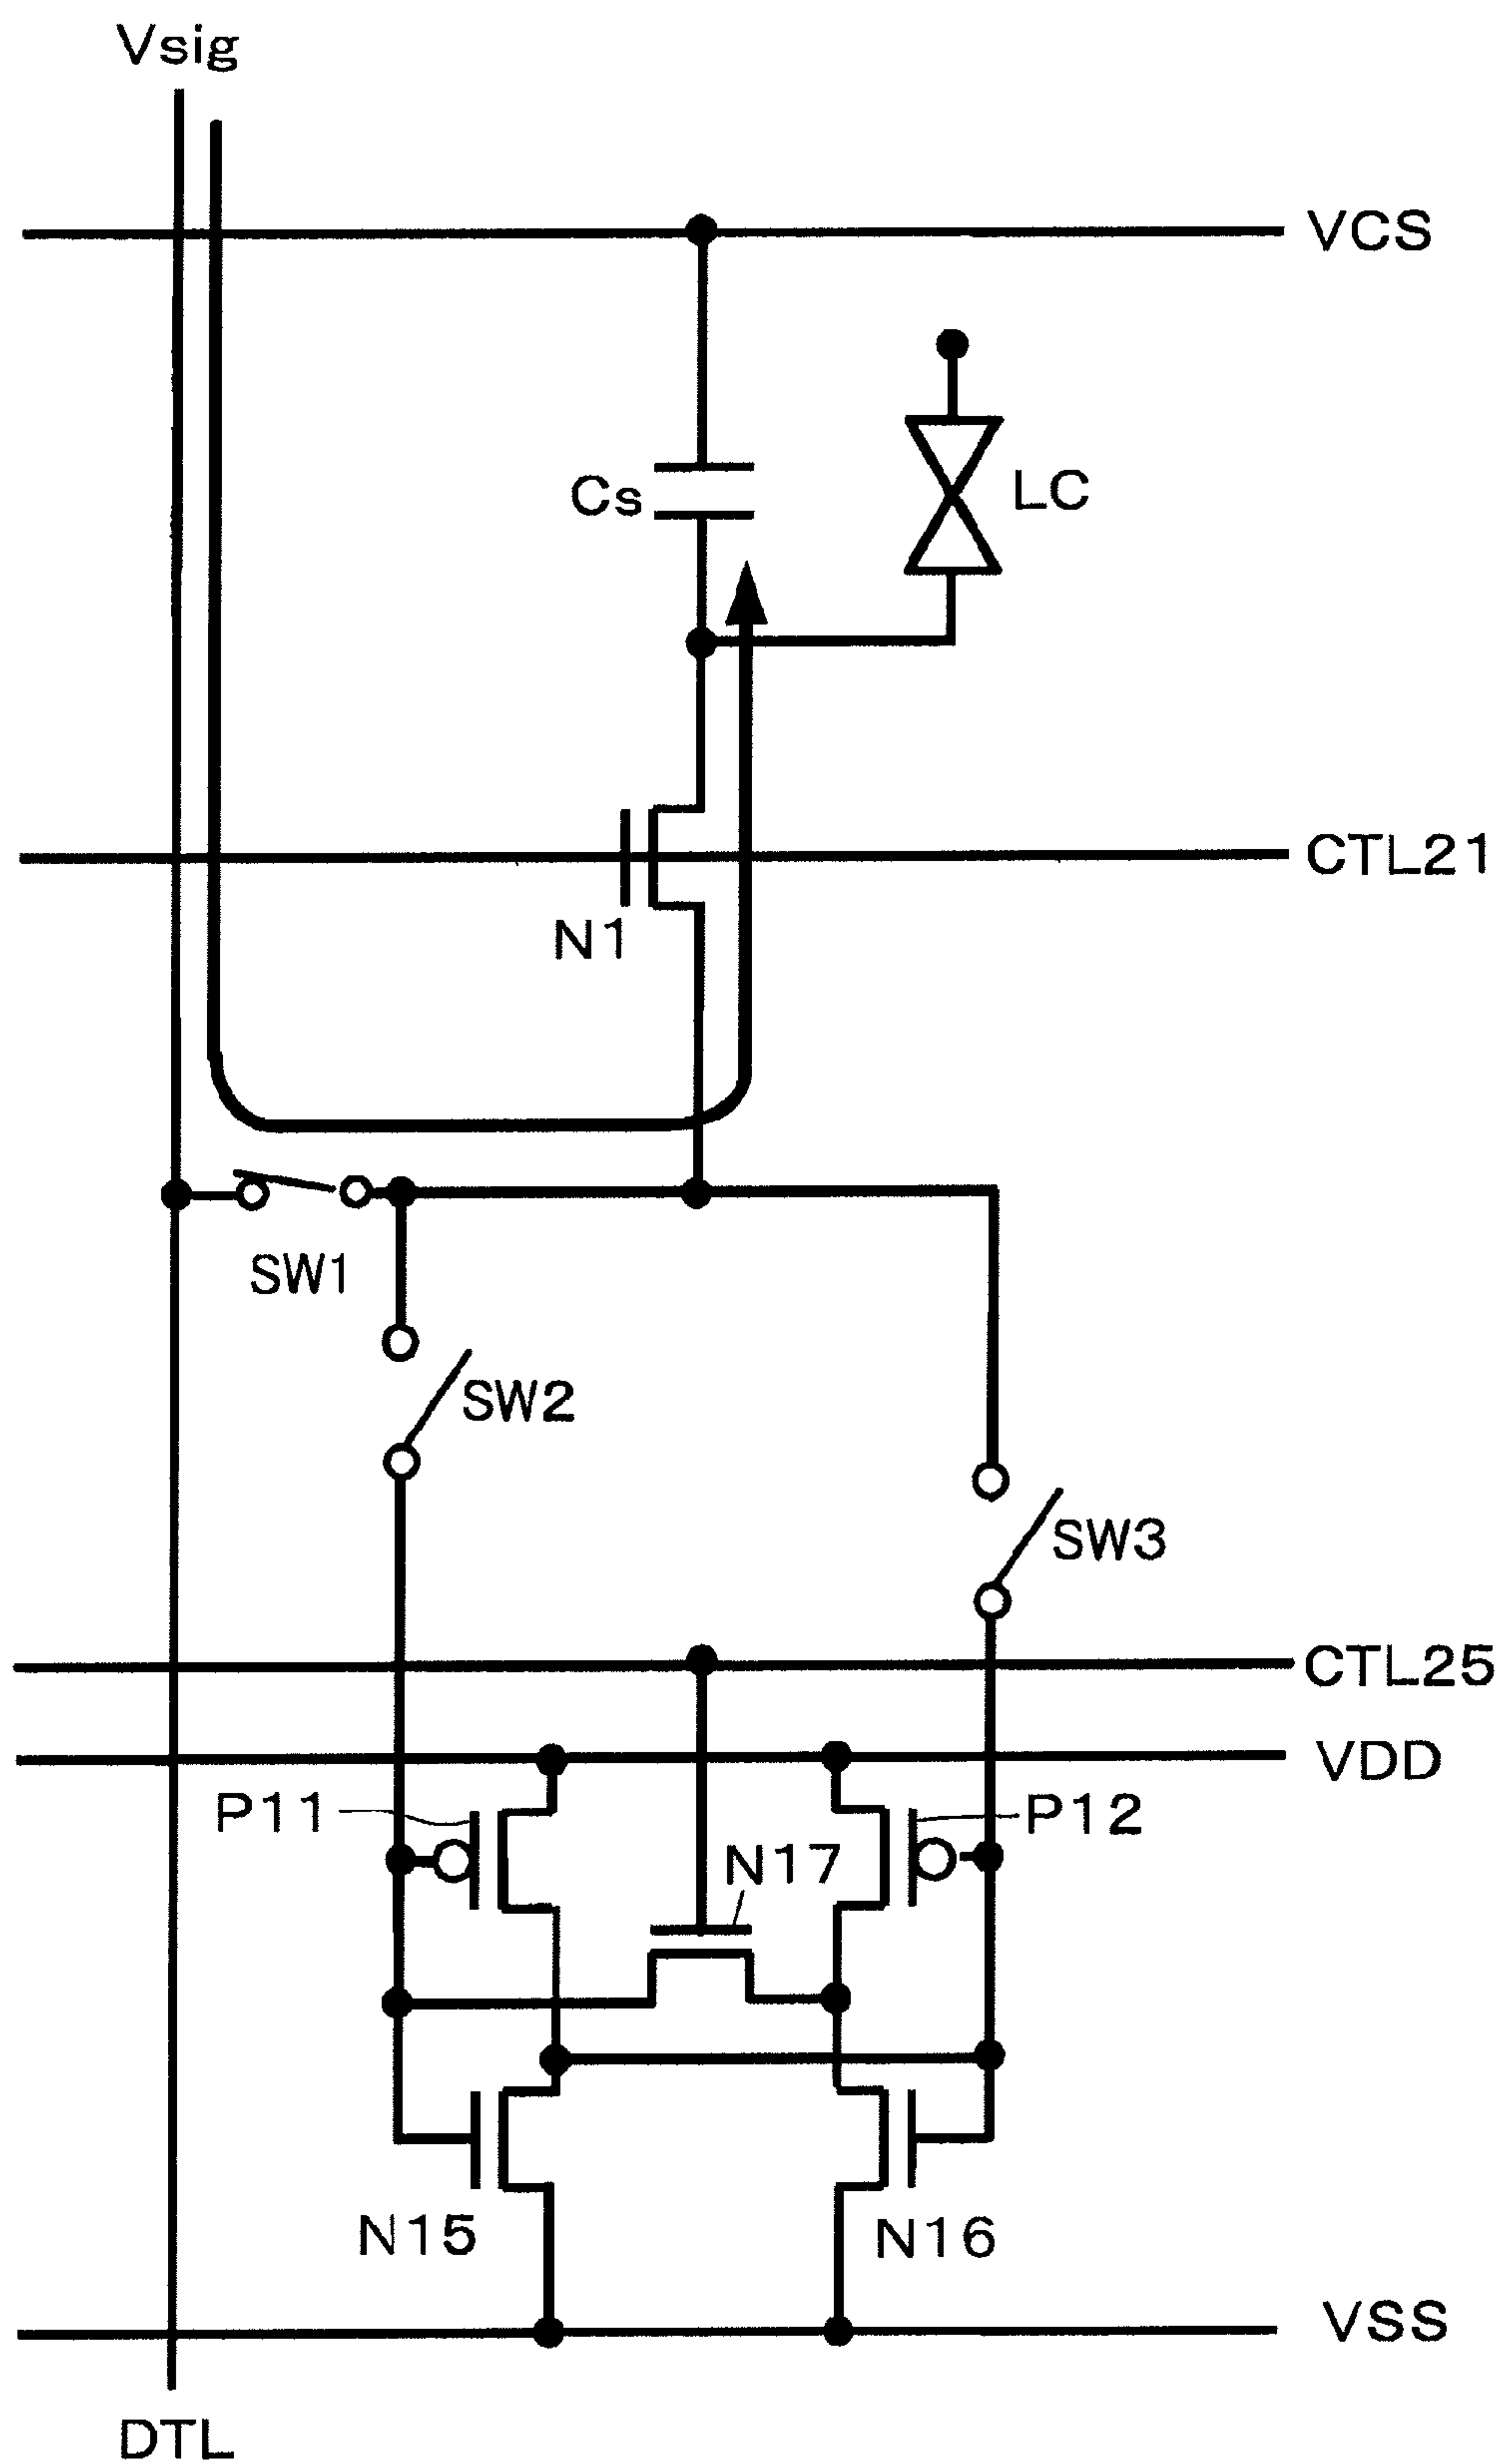 Vsig
VCS
Cs
LC
CTL21
N1
SW1
SW2
SW3
CTL25
VDD
P11
P12
N17
N15
N16
VSS
DTL